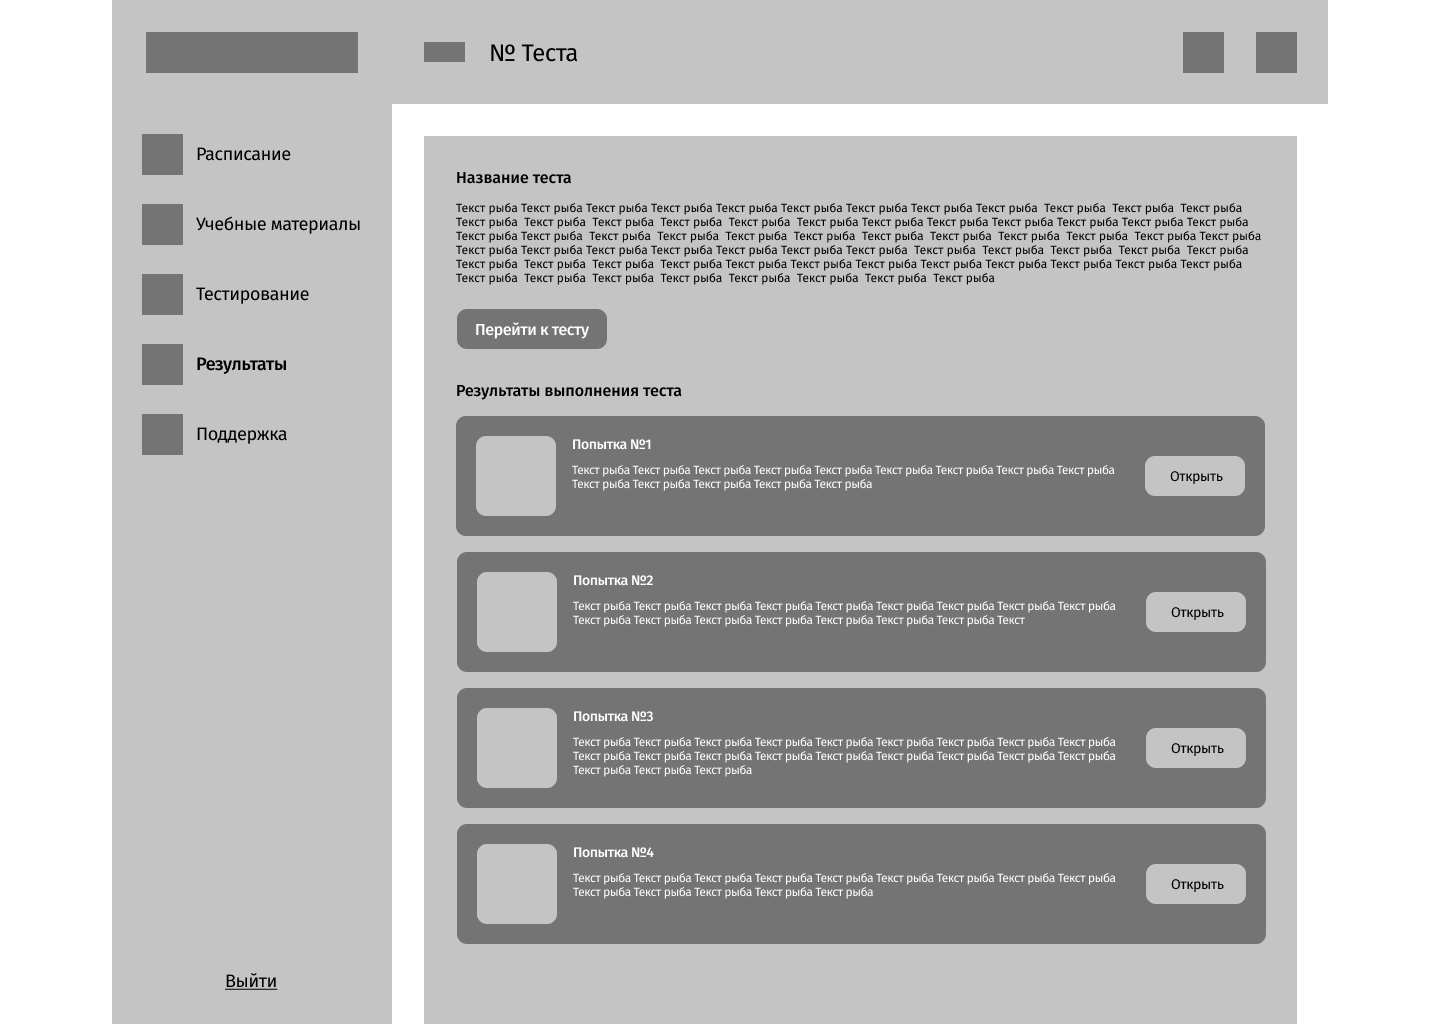 № Теста
Расписание
Учебные материалы
Тестирование
Результаты
Поддержка
Выйти
Название теста
Текст рыба Текст рыба Текст рыба Текст рыба Текст рыба Текст рыба Текст рыба Текст рыба Текст рыба  Текст рыба  Текст рыба  Текст рыба
Текст рыба  Текст рыба  Текст рыба  Текст рыба  Текст рыба  Текст рыба Текст рыба Текст рыба Текст рыба Текст рыба Текст рыба Текст рыба
Текст рыба Текст рыба  Текст рыба  Текст рыба  Текст рыба  Текст рыба  Текст рыба  Текст рыба  Текст рыба  Текст рыба  Текст рыба Текст рыба
Текст рыба Текст рыба Текст рыба Текст рыба Текст рыба Текст рыба Текст рыба  Текст рыба  Текст рыба  Текст рыба  Текст рыба  Текст рыба
Текст рыба  Текст рыба  Текст рыба  Текст рыба Текст рыба Текст рыба Текст рыба Текст рыба Текст рыба Текст рыба Текст рыба Текст рыба
Текст рыба  Текст рыба  Текст рыба  Текст рыба  Текст рыба  Текст рыба  Текст рыба  Текст рыба
Перейти к тесту
Результаты выполнения теста
Попытка №1
Текст рыба Текст рыба Текст рыба Текст рыба Текст рыба Текст рыба Текст рыба Текст рыба Текст рыба
Текст рыба Текст рыба Текст рыба Текст рыба Текст рыба
Открыть
Попытка №2
Текст рыба Текст рыба Текст рыба Текст рыба Текст рыба Текст рыба Текст рыба Текст рыба Текст рыба
Текст рыба Текст рыба Текст рыба Текст рыба Текст рыба Текст рыба Текст рыба Текст
Открыть
Попытка №3
Текст рыба Текст рыба Текст рыба Текст рыба Текст рыба Текст рыба Текст рыба Текст рыба Текст рыба
Текст рыба Текст рыба Текст рыба Текст рыба Текст рыба Текст рыба Текст рыба Текст рыба Текст рыба
Текст рыба Текст рыба Текст рыба
Открыть
Попытка №4
Текст рыба Текст рыба Текст рыба Текст рыба Текст рыба Текст рыба Текст рыба Текст рыба Текст рыба
Текст рыба Текст рыба Текст рыба Текст рыба Текст рыба
Открыть